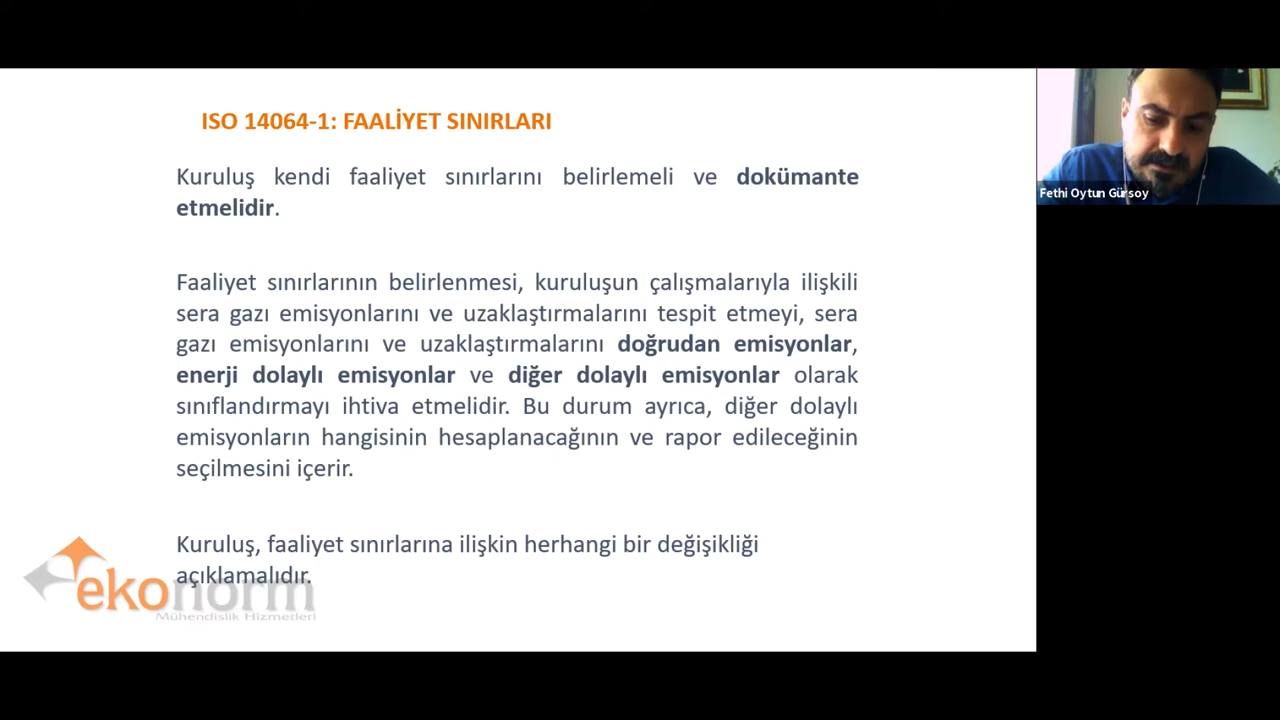 ISO 14064-1: FAALİYET SINIRLARI
Kuruluş kendi faaliyet sınırlarını belirlemeli ve dokümante
etmelidir.
Faaliyet sınırlarının belirlenmesi, kuruluşun çalışmalarıyla ilişkili
sera gazı emisyonlarını ve uzaklaştırmalarını tespit etmeyi, sera
gazı emisyonlarını ve uzaklaştırmalarını doğrudan emisyonlar,
enerji dolaylı emisyonlar ve diğer dolaylı emisyonlar olarak
sınıflandırmayı ihtiva etmelidir. Bu durum ayrıca, diğer dolaylı
emisyonların hangisinin hesaplanacağının ve rapor edileceğinin
seçilmesini içerir.
Kuruluş, faaliyet sınırlarına ilişkin herhangi bir değişikliği
açıklamalıdır.
ekonorm
Mühendislik Hizmetleri
Fethi Oytun Gürsoy